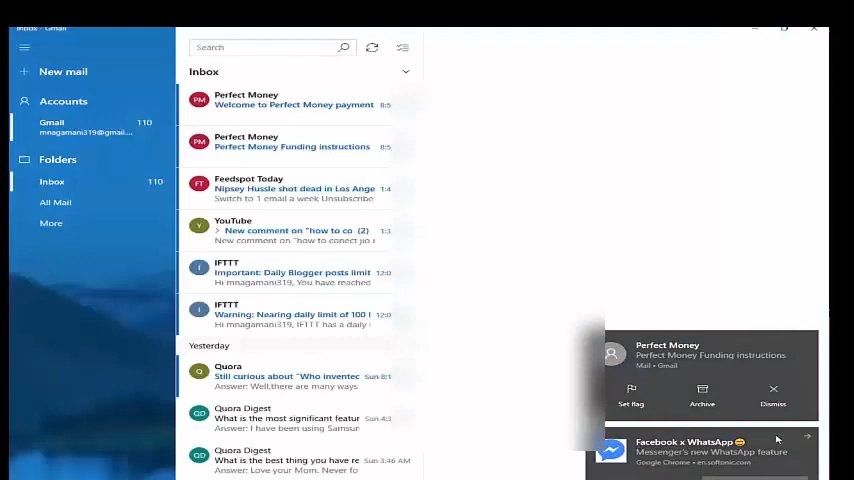 Inbox - Gmail
Search
New mail
Inbox
Accounts
Gmail 110
mnagamani319@gmail...
Folders
Inbox 110
All Mail
More
Perfect Money
Welcome to Perfect Money payment 8:5
Perfect Money
Perfect Money Funding instructions 8:5
Feedspot Today
Nipsey Hussle shot dead in Los Ange 1:4
Switch to 1 email a week Unsubscribe
YouTube
> New comment on "how to co (2) 1:3
New comment on "how to conect jio
IFTTT
Important: Daily Blogger posts limit 12:0
Hi mnagamani319, You have reached
IFTTT
Warning: Nearing daily limit of 100 12:0
Hi mnagamani319, IFTTT has a daily
Yesterday
Quora
Still curious about "Who inventec Sun 8:1
Answer: Well,there are many ways
Quora Digest
What is the most significant featur Sun 4:3
Answer: I have been using Samsun
Quora Digest
What is the best thing you have re Sun 3:46 AM
Answer: Love your Mom. Never fo
PM
PM
FT
Y
I
I
Q
QD
QD
Perfect Money
Perfect Money Funding instructions
Mail • Gmail
Set flag Archive Dismiss
Facebook x WhatsApp 😄
Messenger's new WhatsApp feature
Google Chrome • en.softonic.com